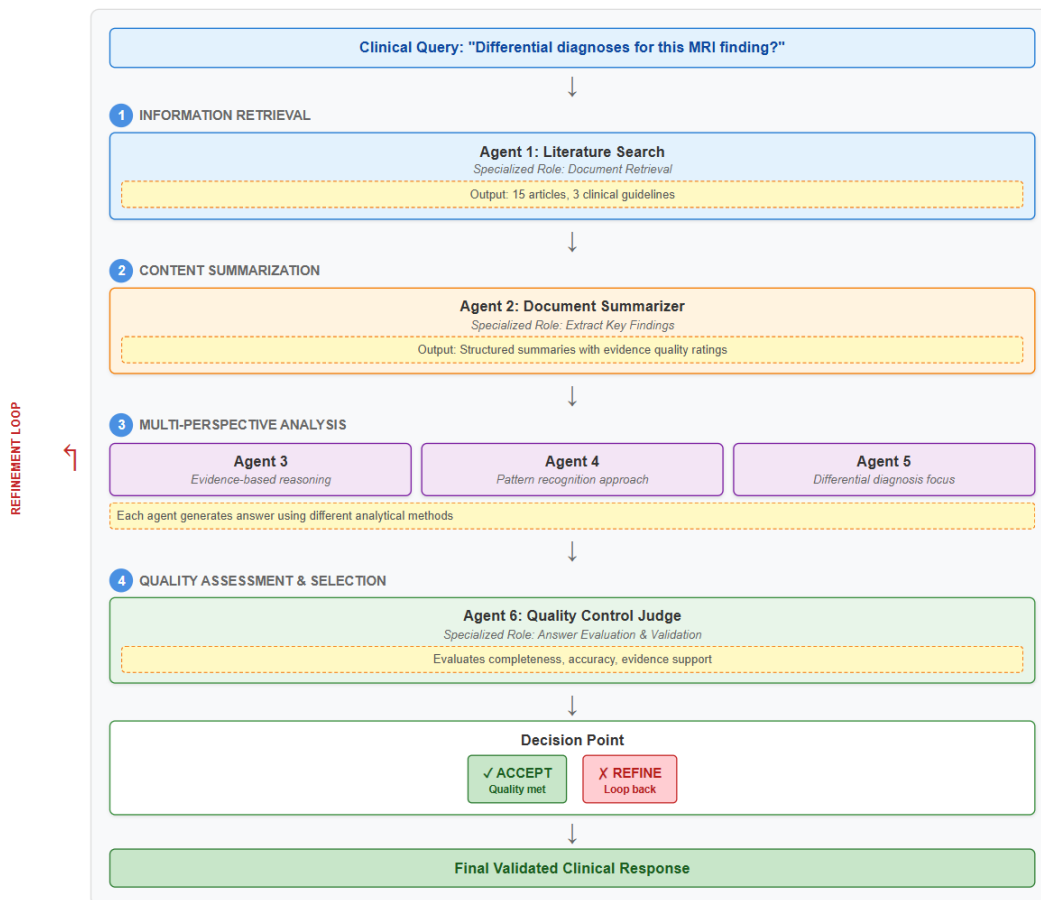 Clinical Query: "Differential diagnoses for this MRI finding?"
1 INFORMATION RETRIEVAL
Agent 1: Literature Search
Specialized Role: Document Retrieval
Output: 15 articles, 3 clinical guidelines
2 CONTENT SUMMARIZATION
Agent 2: Document Summarizer
Specialized Role: Extract Key Findings
Output: Structured summaries with evidence quality ratings
REFINEMENT LOOP
3 MULTI-PERSPECTIVE ANALYSIS
Agent 3
Evidence-based reasoning
Agent 4
Pattern recognition approach
Agent 5
Differential diagnosis focus
Each agent generates answer using different analytical methods
4 QUALITY ASSESSMENT & SELECTION
Agent 6: Quality Control Judge
Specialized Role: Answer Evaluation & Validation
Evaluates completeness, accuracy, evidence support
Decision Point
✓ ACCEPT
Quality met
✗ REFINE
Loop back
Final Validated Clinical Response